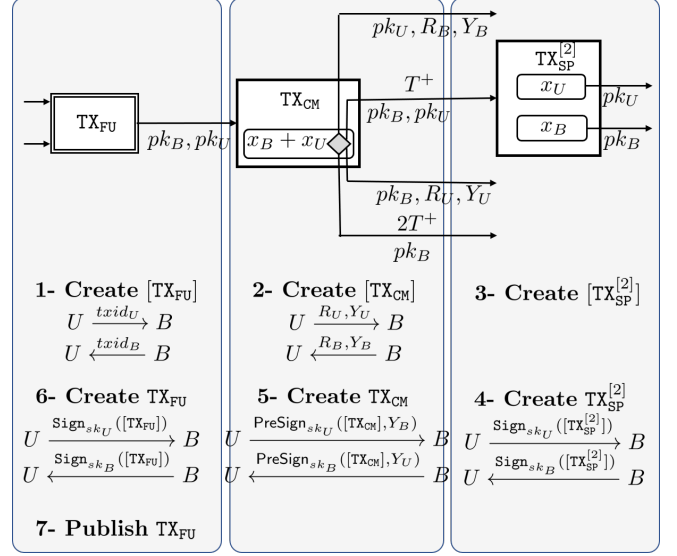 pk_U, R_B, Y_B
TX_SP^[2]
x_U
pk_U
x_B
pk_B
TX_FU
pk_B, pk_U
TX_CM
x_B + x_U
T^+
pk_B, pk_U
pk_B, R_U, Y_U
2T^+
pk_B
1- Create [TX_FU]
U txid_U → B
U txid_B ← B
2- Create [TX_CM]
U R_U,Y_U → B
U R_B,Y_B ← B
3- Create [TX_SP^[2]]
6- Create TX_FU
U Sign_sk_U([TX_FU]) → B
U Sign_sk_B([TX_FU]) ← B
5- Create TX_CM
U PreSign_sk_U([TX_CM],Y_B) → B
U PreSign_sk_B([TX_CM],Y_U) ← B
4- Create TX_SP^[2]
U Sign_sk_U([TX_SP^[2]]) → B
U Sign_sk_B([TX_SP^[2]]) ← B
7- Publish TX_FU